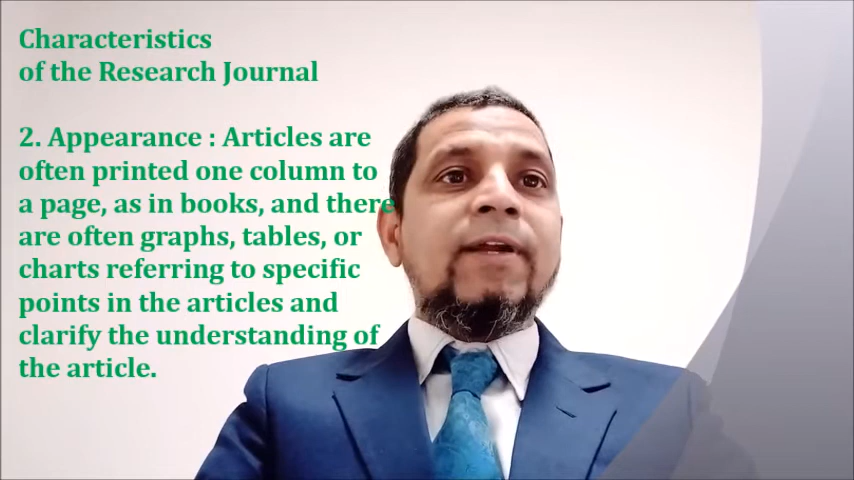 Characteristics
of the Research Journal
2. Appearance : Articles are
often printed one column to
a page, as in books, and there
are often graphs, tables, or
charts referring to specific
points in the articles and
clarify the understanding of
the article.